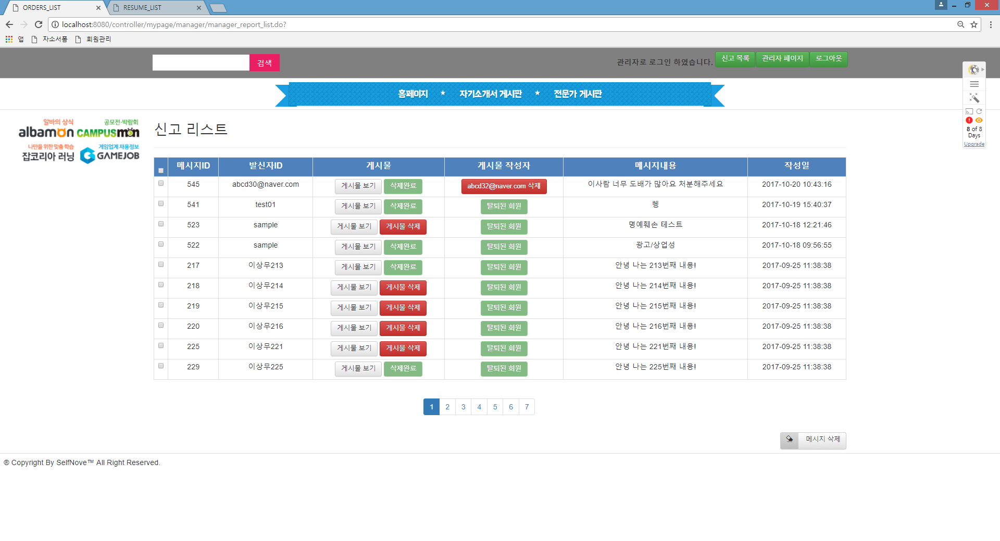 ORDERS_LIST
RESUME_LIST
localhost:8080/controller/mypage/manager/manager_report_list.do?
앱 자소서폼 회원관리
검색
관리자로 로그인 하였습니다. 신고 목록 관리자 페이지 로그아웃
홈페이지 ★ 자기소개서 게시판 ★ 전문가 게시판
8 of 8
Days
Upgrade
알바의 상식 공모전·박람회
albamon CAMPUSmon
나만을 위한 맞춤 학습 게임업계 채용정보
잡코리아 러닝 GAMEJOB
신고 리스트
메시지ID 발신자ID 게시물 게시물 작성자 메시지내용 작성일
545 abcd30@naver.com 게시물 보기 삭제완료 abcd32@naver.com 삭제 이사람 너무 도배가 많아요 처분해주세요 2017-10-20 10:43:16
541 test01 게시물 보기 삭제완료 탈퇴된 회원 헹 2017-10-19 15:40:37
523 sample 게시물 보기 게시물 삭제 탈퇴된 회원 명예훼손 테스트 2017-10-18 12:21:46
522 sample 게시물 보기 삭제완료 탈퇴된 회원 광고/상업성 2017-10-18 09:56:55
217 이상무213 게시물 보기 삭제완료 탈퇴된 회원 안녕 나는 213번째 내용! 2017-09-25 11:38:38
218 이상무214 게시물 보기 게시물 삭제 탈퇴된 회원 안녕 나는 214번째 내용! 2017-09-25 11:38:38
219 이상무215 게시물 보기 게시물 삭제 탈퇴된 회원 안녕 나는 215번째 내용! 2017-09-25 11:38:38
220 이상무216 게시물 보기 게시물 삭제 탈퇴된 회원 안녕 나는 216번째 내용! 2017-09-25 11:38:38
225 이상무221 게시물 보기 게시물 삭제 탈퇴된 회원 안녕 나는 221번째 내용! 2017-09-25 11:38:38
229 이상무225 게시물 보기 삭제완료 탈퇴된 회원 안녕 나는 225번째 내용! 2017-09-25 11:38:38
1 2 3 4 5 6 7
메시지 삭제
® Copyright By SelfNove™ All Right Reserved.